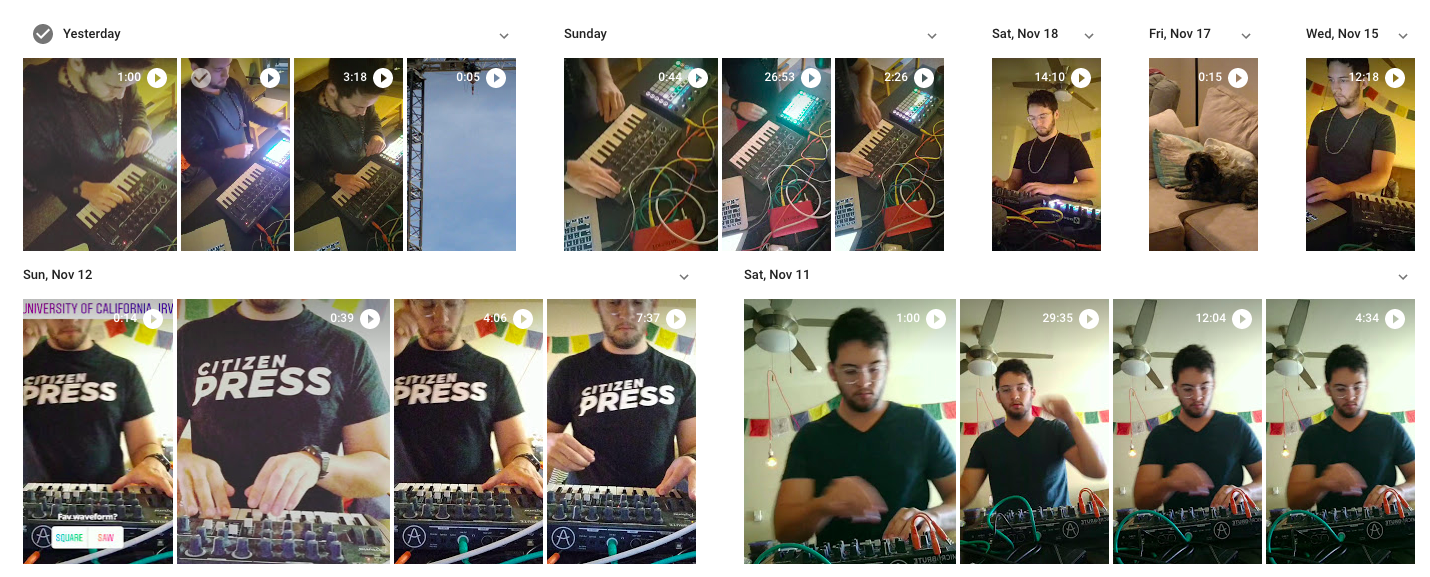 Yesterday
Sunday
Sat, Nov 18
Fri, Nov 17
Wed, Nov 15
1:00
3:18
0:05
0:44
26:53
2:26
14:10
0:15
12:18
Sun, Nov 12
Sat, Nov 11
UNIVERSITY OF CALIFORNIA, IRV
0:14
0:39
4:06
7:37
1:00
29:35
12:04
4:34
CITIZEN
PRESS
CITIZEN
PRESS
CITIZEN
PRESS
CITIZEN
PRESS
Fav waveform?
SQUARE
SAW